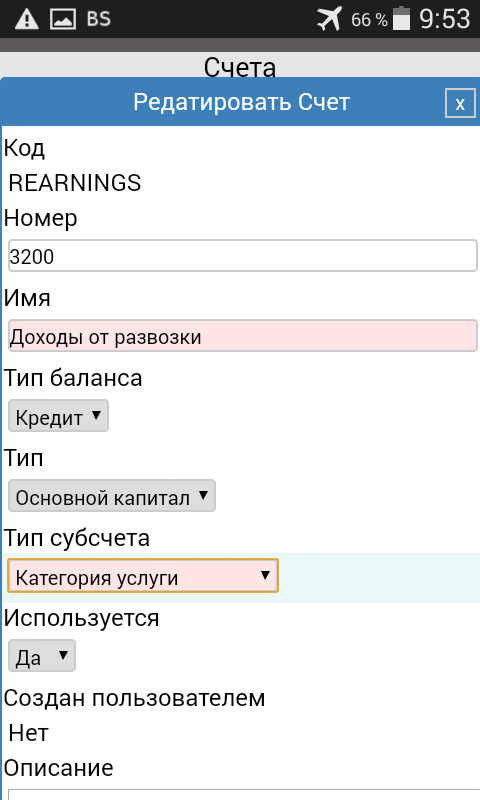 BS 66 % 9:53
Счета
Редатировать Счет x
Код
REARNINGS
Номер
3200
Имя
Доходы от развозки
Тип баланса
Кредит
Тип
Основной капитал
Тип субсчета
Категория услуги
Используется
Да
Создан пользователем
Нет
Описание